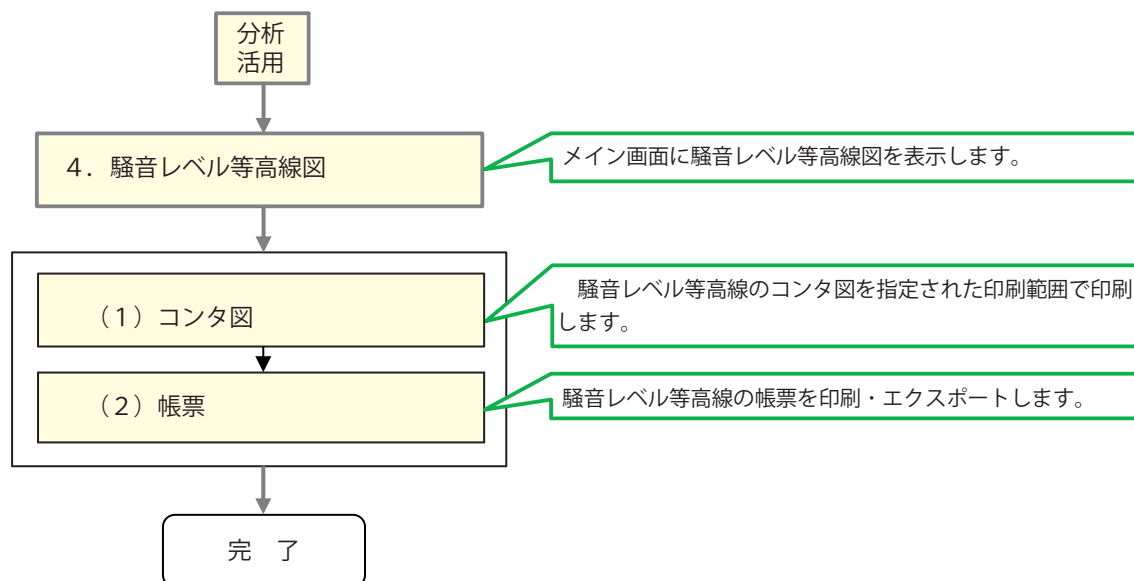 分析
活用
4．騒音レベル等高線図
メイン画面に騒音レベル等高線図を表示します。
（1）コンタ図
　騒音レベル等高線のコンタ図を指定された印刷範囲で印刷
します。
（2）帳票
騒音レベル等高線の帳票を印刷・エクスポートします。
完　了